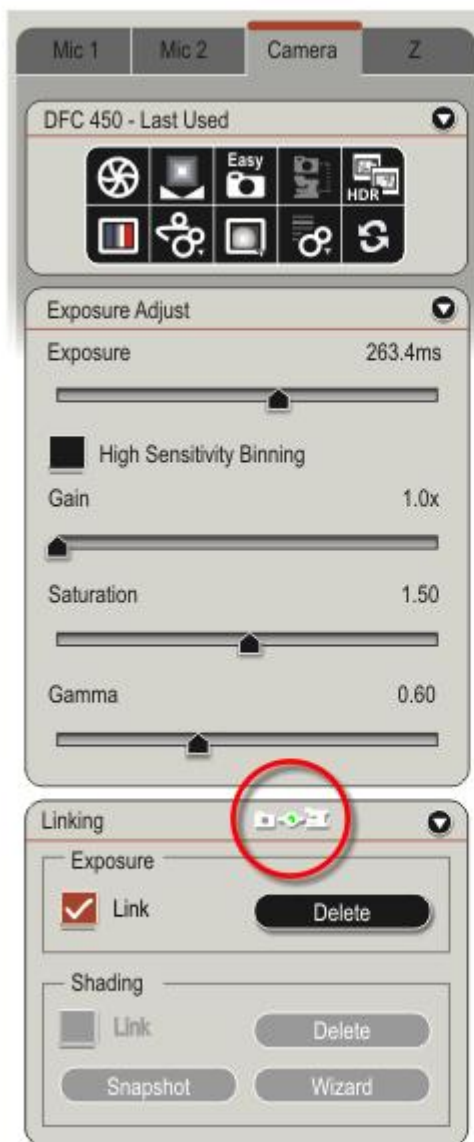 Mic 1 Mic 2 Camera Z
DFC 450 - Last Used
Easy
HDR
Exposure Adjust
Exposure 263.4ms
High Sensitivity Binning
Gain 1.0x
Saturation 1.50
Gamma 0.60
Linking
Exposure
Link Delete
Shading
Link Delete
Snapshot Wizard